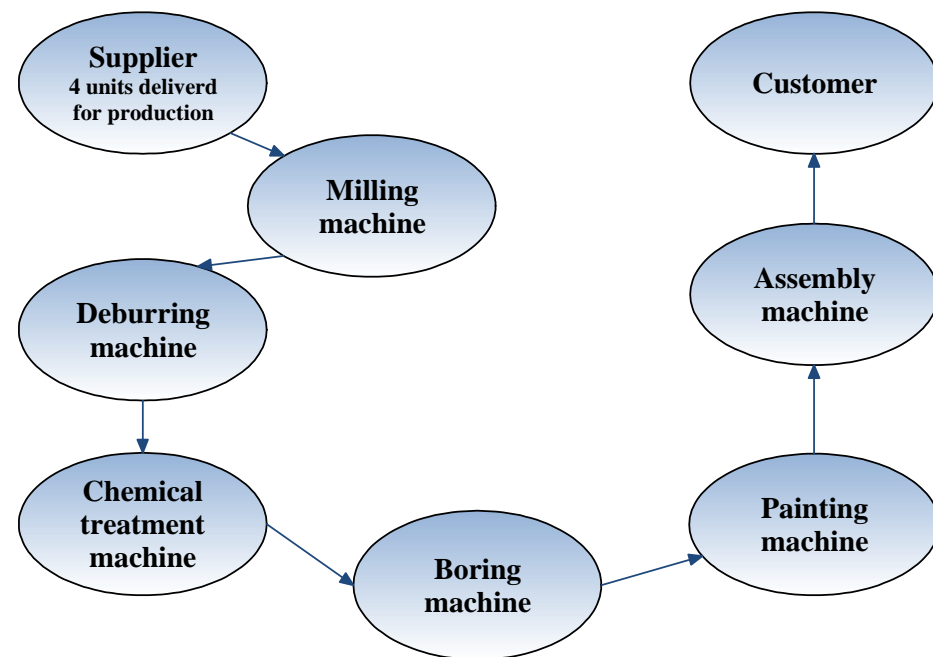 Supplier
4 units deliverd
for production
Milling
machine
Deburring
machine
Chemical
treatment
machine
Boring
machine
Painting
machine
Assembly
machine
Customer